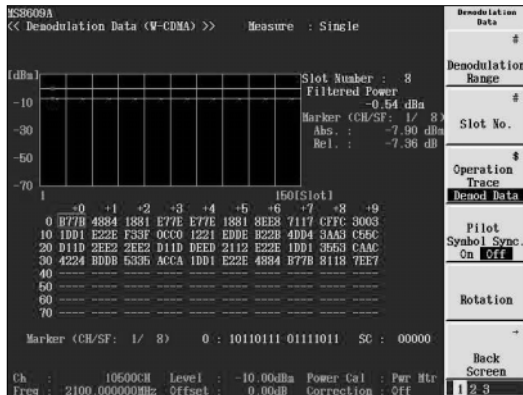 MS8609A
<< Demodulation Data (W-CDMA) >> Measure : Single
[dBm]
-10
-30
-50
-70
1
150[Slot]
Slot Number : 8
Filtered Power
-0.54 dBm
Marker (CH/SF: 1/ 8)
Abs. : -7.90 dBm
Rel. : -7.36 dB
+0 +1 +2 +3 +4 +5 +6 +7 +8 +9
0 B77B 4884 1881 E77E E77E 1881 8EE8 7117 CFFC 3003
10 1DD1 E22E F33F 0CC0 1221 EDDE B22B 4DD4 3AA3 C55C
20 D11D 2EE2 2EE2 D11D DEED 2112 E22E 1DD1 3553 CAAC
30 4224 BDDB 5335 ACCA 1DD1 E22E 4884 B77B 8118 7EE7
40 ---- ---- ---- ---- ---- ---- ---- ---- ---- ----
50 ---- ---- ---- ---- ---- ---- ---- ---- ---- ----
60 ---- ---- ---- ---- ---- ---- ---- ---- ---- ----
70 ---- ---- ---- ---- ---- ---- ---- ---- ---- ----
Marker (CH/SF: 1/ 8) 0 : 10110111 01111011 SC : 00000
Ch : 10500CH Level : -10.00dBm Power Cal : Pwr Mtr
Freq : 2100.000000MHz Offset : 0.00dB Correction : Off
Demodulation
Data
#
Demodulation
Range
#
Slot No.
$
Operation
Trace
Demod Data
Pilot
Symbol Sync.
On Off
Rotation
→
Back
Screen
1 2 3